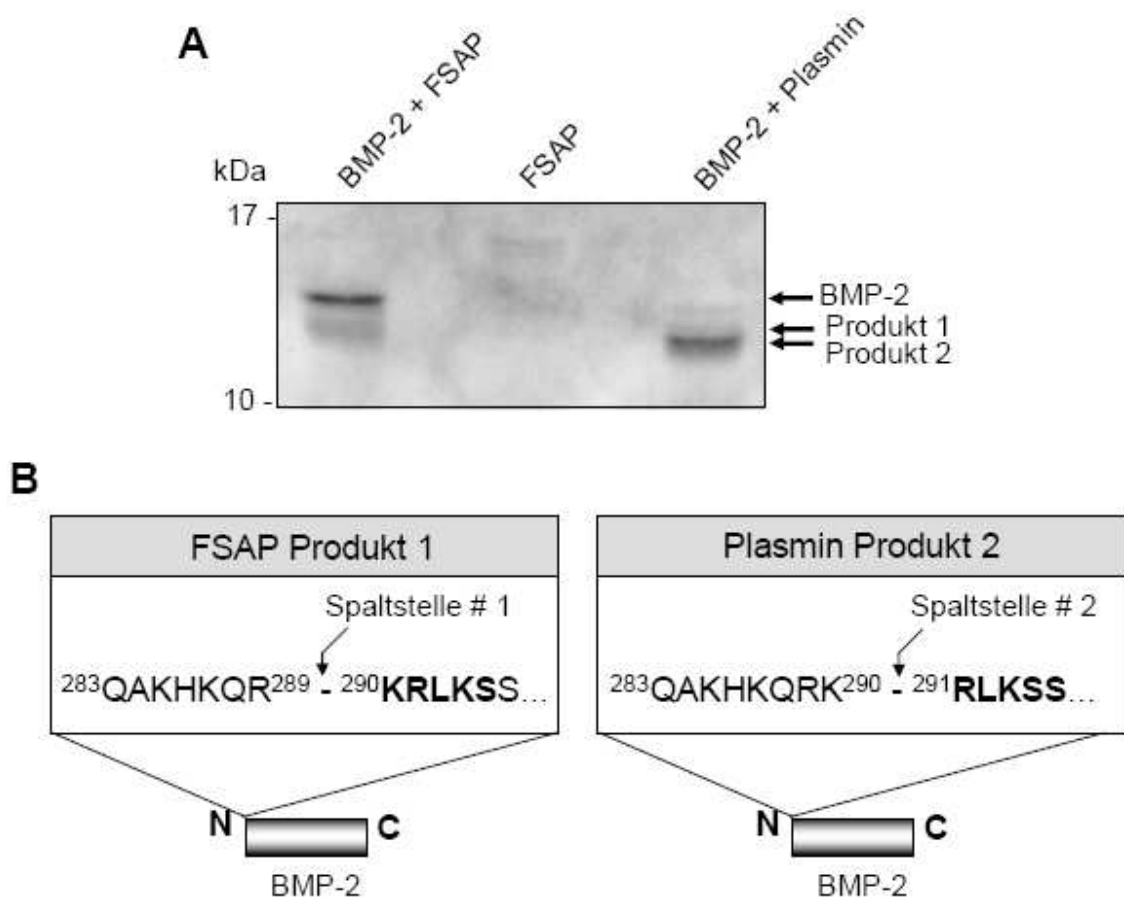 A
BMP-2 + FSAP
FSAP
BMP-2 + Plasmin
kDa
17 -
BMP-2
Produkt 1
Produkt 2
10 -
B
FSAP Produkt 1
Spaltstelle # 1
²⁸³QAKHKQR²⁸⁹ - ²⁹⁰KRLKSS...
N
C
BMP-2
Plasmin Produkt 2
Spaltstelle # 2
²⁸³QAKHKQRK²⁹⁰ - ²⁹¹RLKSS...
N
C
BMP-2